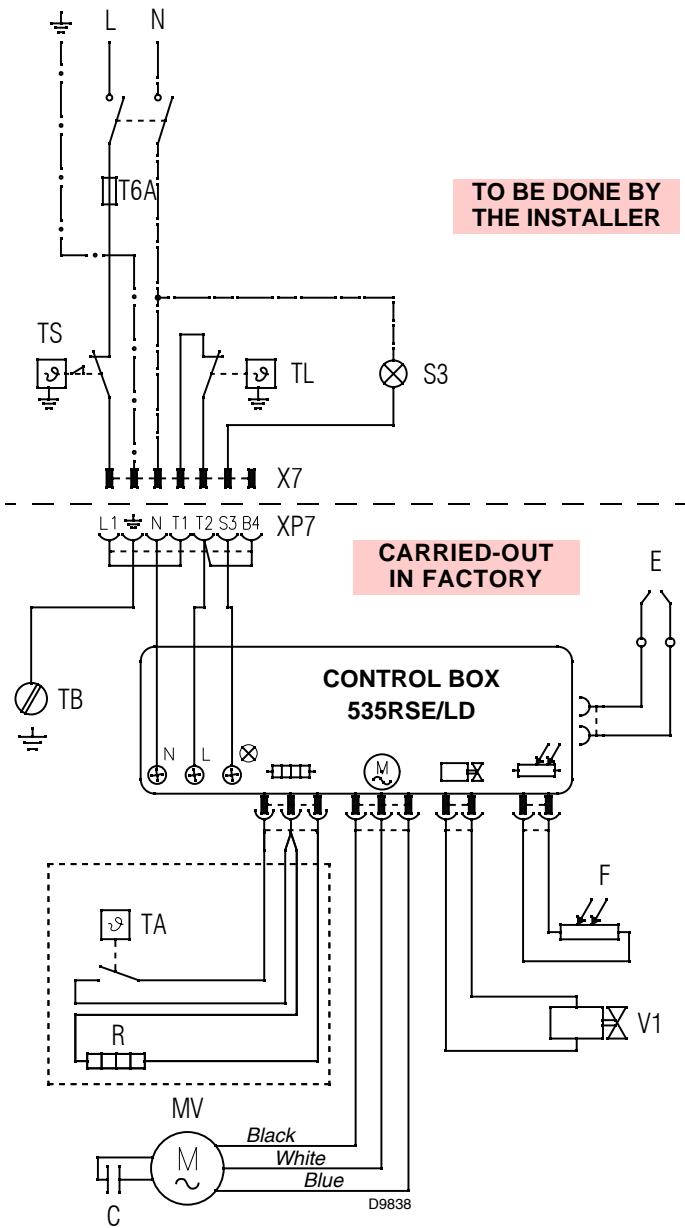 L N
T6A
TO BE DONE BY
THE INSTALLER
TS
ϑ
ϑ
TL
S3
X7
L1 N T1 T2 S3 B4
XP7
CARRIED-OUT
IN FACTORY
E
TB
CONTROL BOX
535RSE/LD
N L
M
F
ϑ
TA
R
V1
MV
M
Black
White
Blue
C
D9838